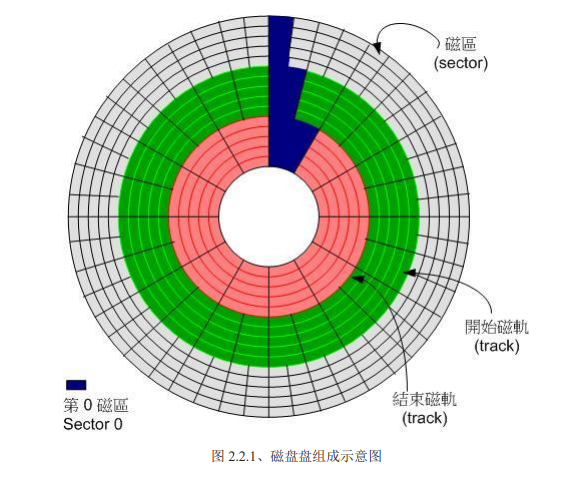 磁區
(sector)
開始磁軌
(track)
結束磁軌
(track)
第 0 磁區
Sector 0
图 2.2.1、磁盘盘组成示意图